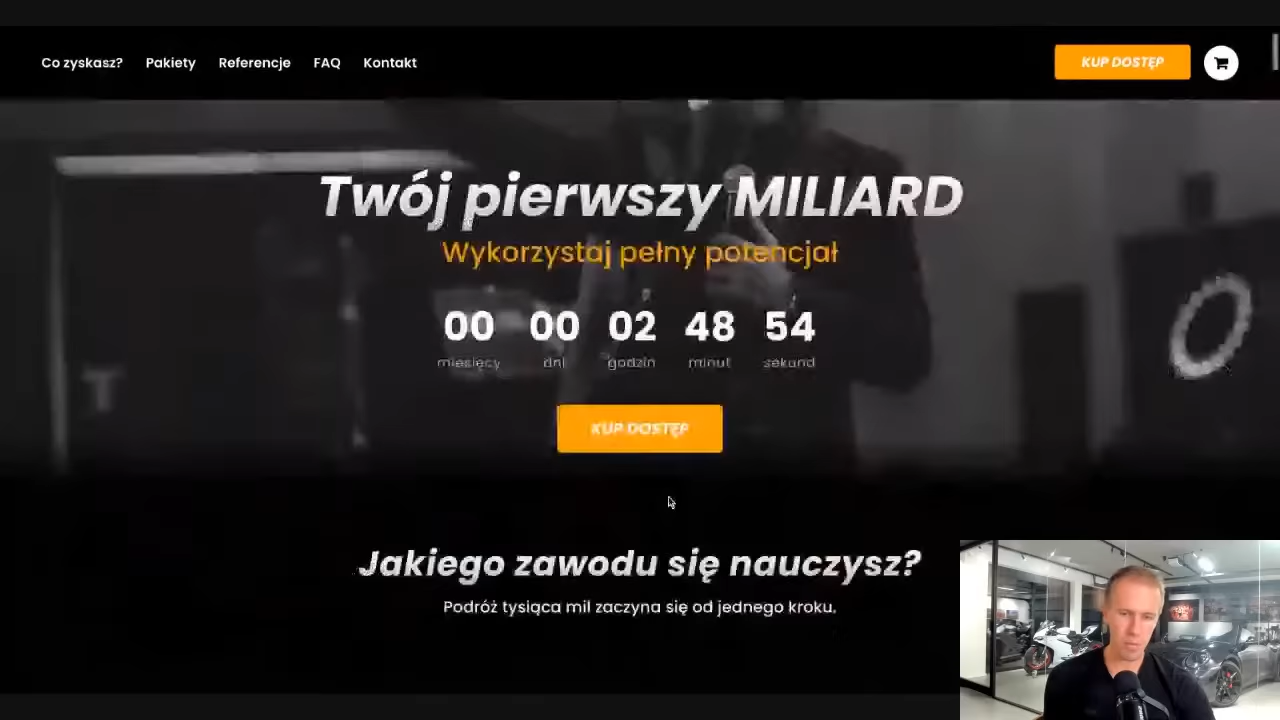 Co zyskasz? Pakiety Referencje FAQ Kontakt
KUP DOSTĘP
Twój pierwszy MILIARD
Wykorzystaj pełny potencjał
00 00 02 48 54
miesięcy dni godzin minut sekund
KUP DOSTĘP
Jakiego zawodu się nauczysz?
Podróż tysiąca mil zaczyna się od jednego kroku.